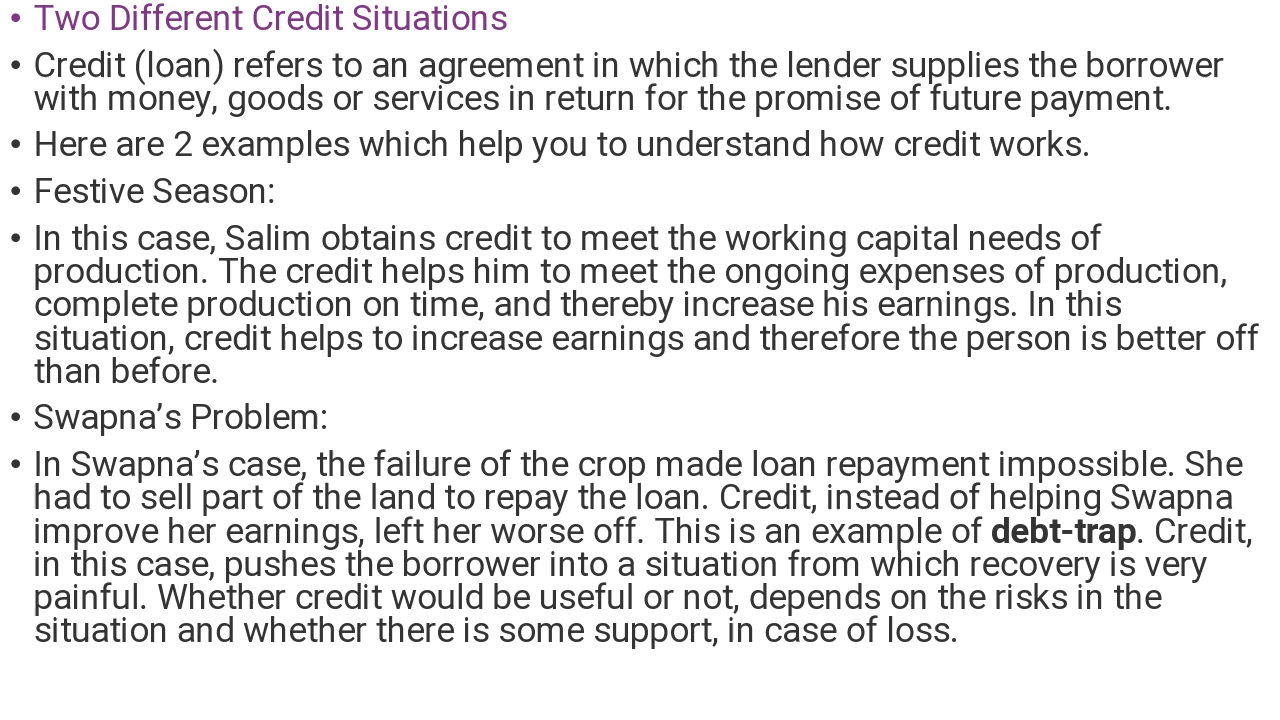 • Two Different Credit Situations
• Credit (loan) refers to an agreement in which the lender supplies the borrower
with money, goods or services in return for the promise of future payment.
• Here are 2 examples which help you to understand how credit works.
• Festive Season:
• In this case, Salim obtains credit to meet the working capital needs of
production. The credit helps him to meet the ongoing expenses of production,
complete production on time, and thereby increase his earnings. In this
situation, credit helps to increase earnings and therefore the person is better off
than before.
• Swapna’s Problem:
• In Swapna’s case, the failure of the crop made loan repayment impossible. She
had to sell part of the land to repay the loan. Credit, instead of helping Swapna
improve her earnings, left her worse off. This is an example of debt-trap. Credit,
in this case, pushes the borrower into a situation from which recovery is very
painful. Whether credit would be useful or not, depends on the risks in the
situation and whether there is some support, in case of loss.